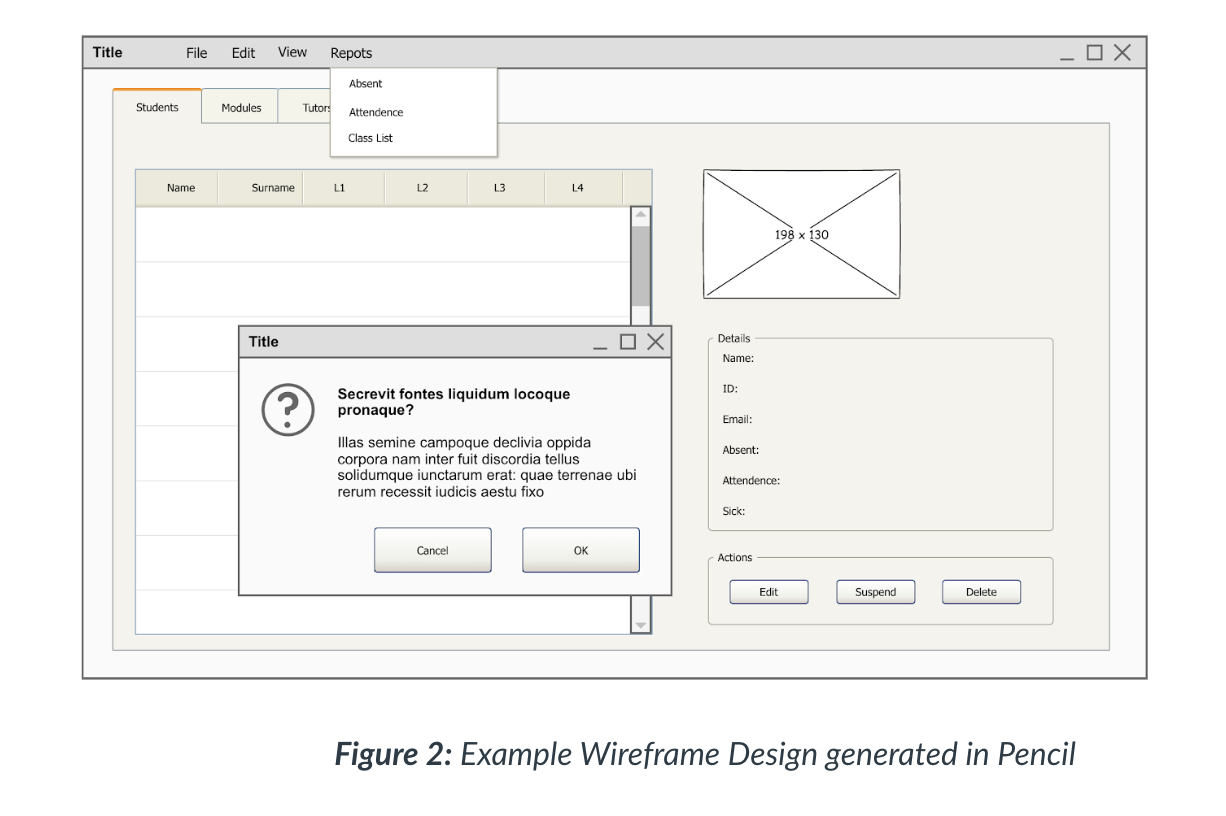 Title File Edit View Repots
Absent
Attendence
Class List
Students Modules Tutors
Name Surname L1 L2 L3 L4
198 x 130
Title
Secrevit fontes liquidum locoque
pronaque?
Illas semine campoque declivia oppida
corpora nam inter fuit discordia tellus
solidumque iunctarum erat: quae terrenae ubi
rerum recessit iudicis aestu fixo
Cancel OK
Details
Name:
ID:
Email:
Absent:
Attendence:
Sick:
Actions
Edit Suspend Delete
Figure 2: Example Wireframe Design generated in Pencil